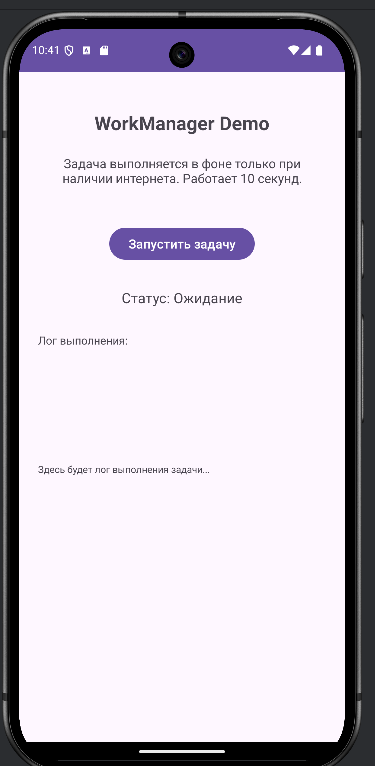 10:41
WorkManager Demo
Задача выполняется в фоне только при
наличии интернета. Работает 10 секунд.
Запустить задачу
Статус: Ожидание
Лог выполнения:
Здесь будет лог выполнения задачи...